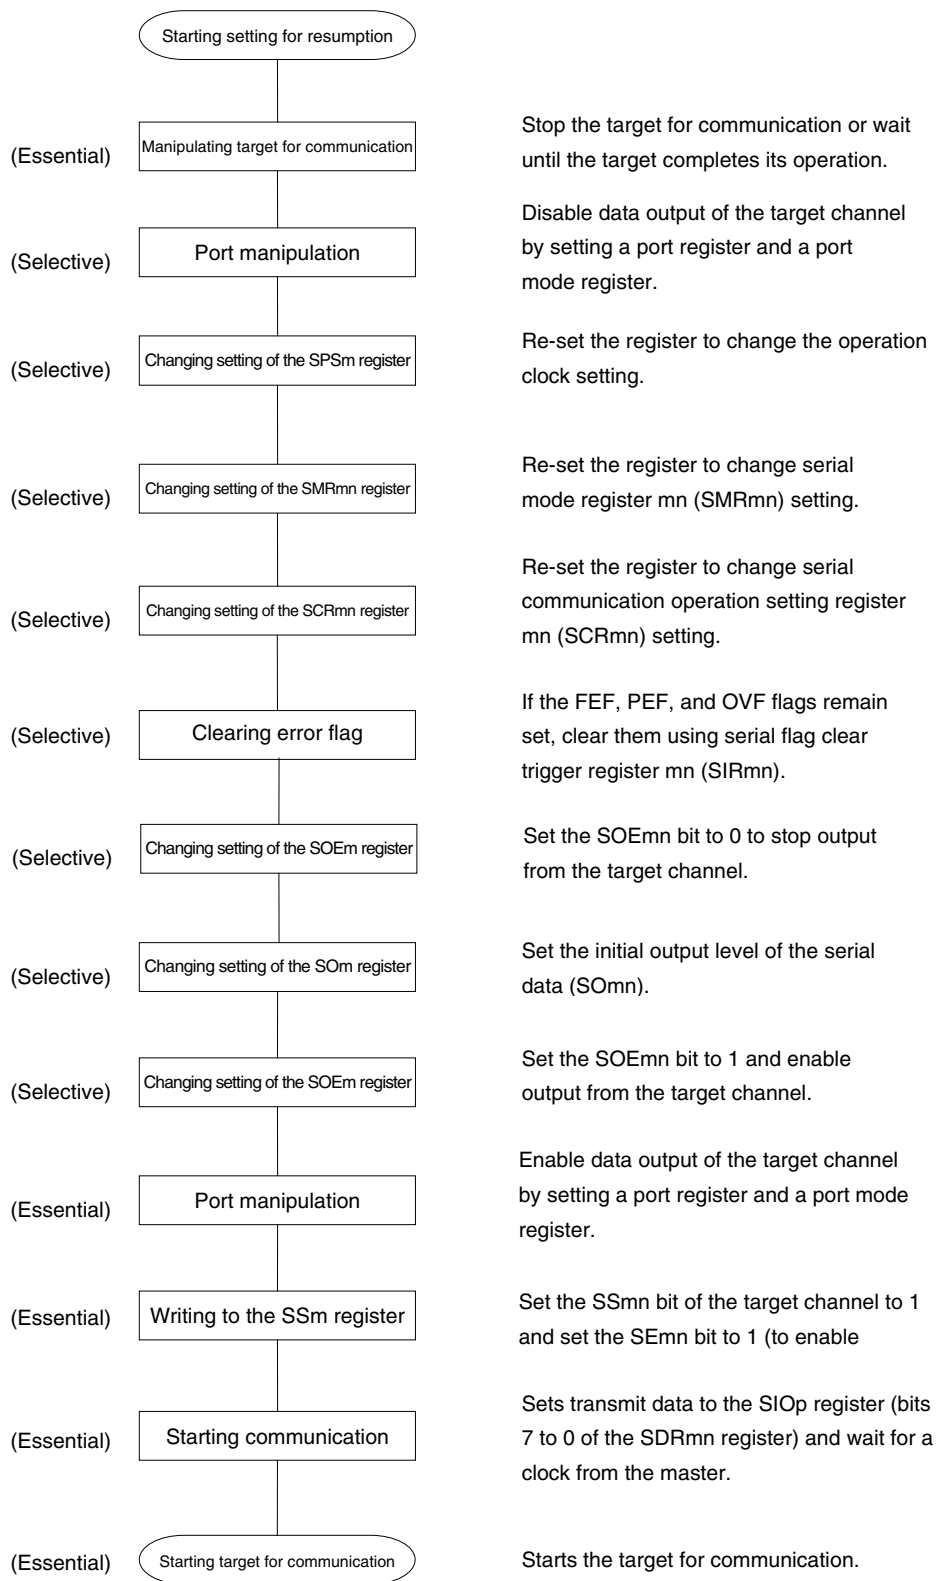 Starting setting for resumption
(Essential)
Manipulating target for communication
Stop the target for communication or wait
until the target completes its operation.
(Selective)
Port manipulation
Disable data output of the target channel
by setting a port register and a port
mode register.
(Selective)
Changing setting of the SPSm register
Re-set the register to change the operation
clock setting.
(Selective)
Changing setting of the SMRmn register
Re-set the register to change serial
mode register mn (SMRmn) setting.
(Selective)
Changing setting of the SCRmn register
Re-set the register to change serial
communication operation setting register
mn (SCRmn) setting.
(Selective)
Clearing error flag
If the FEF, PEF, and OVF flags remain
set, clear them using serial flag clear
trigger register mn (SIRmn).
(Selective)
Changing setting of the SOEm register
Set the SOEmn bit to 0 to stop output
from the target channel.
(Selective)
Changing setting of the SOm register
Set the initial output level of the serial
data (SOmn).
(Selective)
Changing setting of the SOEm register
Set the SOEmn bit to 1 and enable
output from the target channel.
(Essential)
Port manipulation
Enable data output of the target channel
by setting a port register and a port mode
register.
(Essential)
Writing to the SSm register
Set the SSmn bit of the target channel to 1
and set the SEmn bit to 1 (to enable
(Essential)
Starting communication
Sets transmit data to the SIOp register (bits
7 to 0 of the SDRmn register) and wait for a
clock from the master.
(Essential)
Starting target for communication
Starts the target for communication.